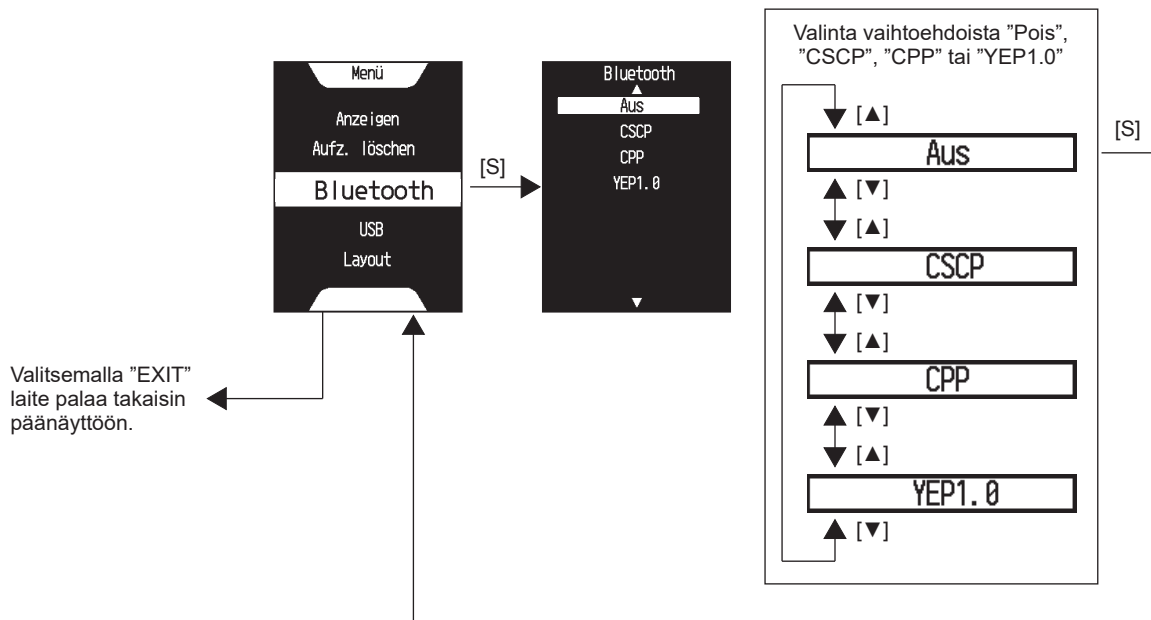 Menü
Anzeigen
Aufz. löschen
Bluetooth
USB
Layout
[S]
Bluetooth
▲
Aus
CSCP
CPP
YEP1.0
▼
Valinta vaihtoehdoista ”Pois”,
”CSCP”, ”CPP” tai ”YEP1.0”
[▲]
Aus
[▼]
[▲]
CSCP
[▼]
[▲]
CPP
[▼]
[▲]
YEP1.0
[▼]
[S]
Valitsemalla ”EXIT”
laite palaa takaisin
päänäyttöön.